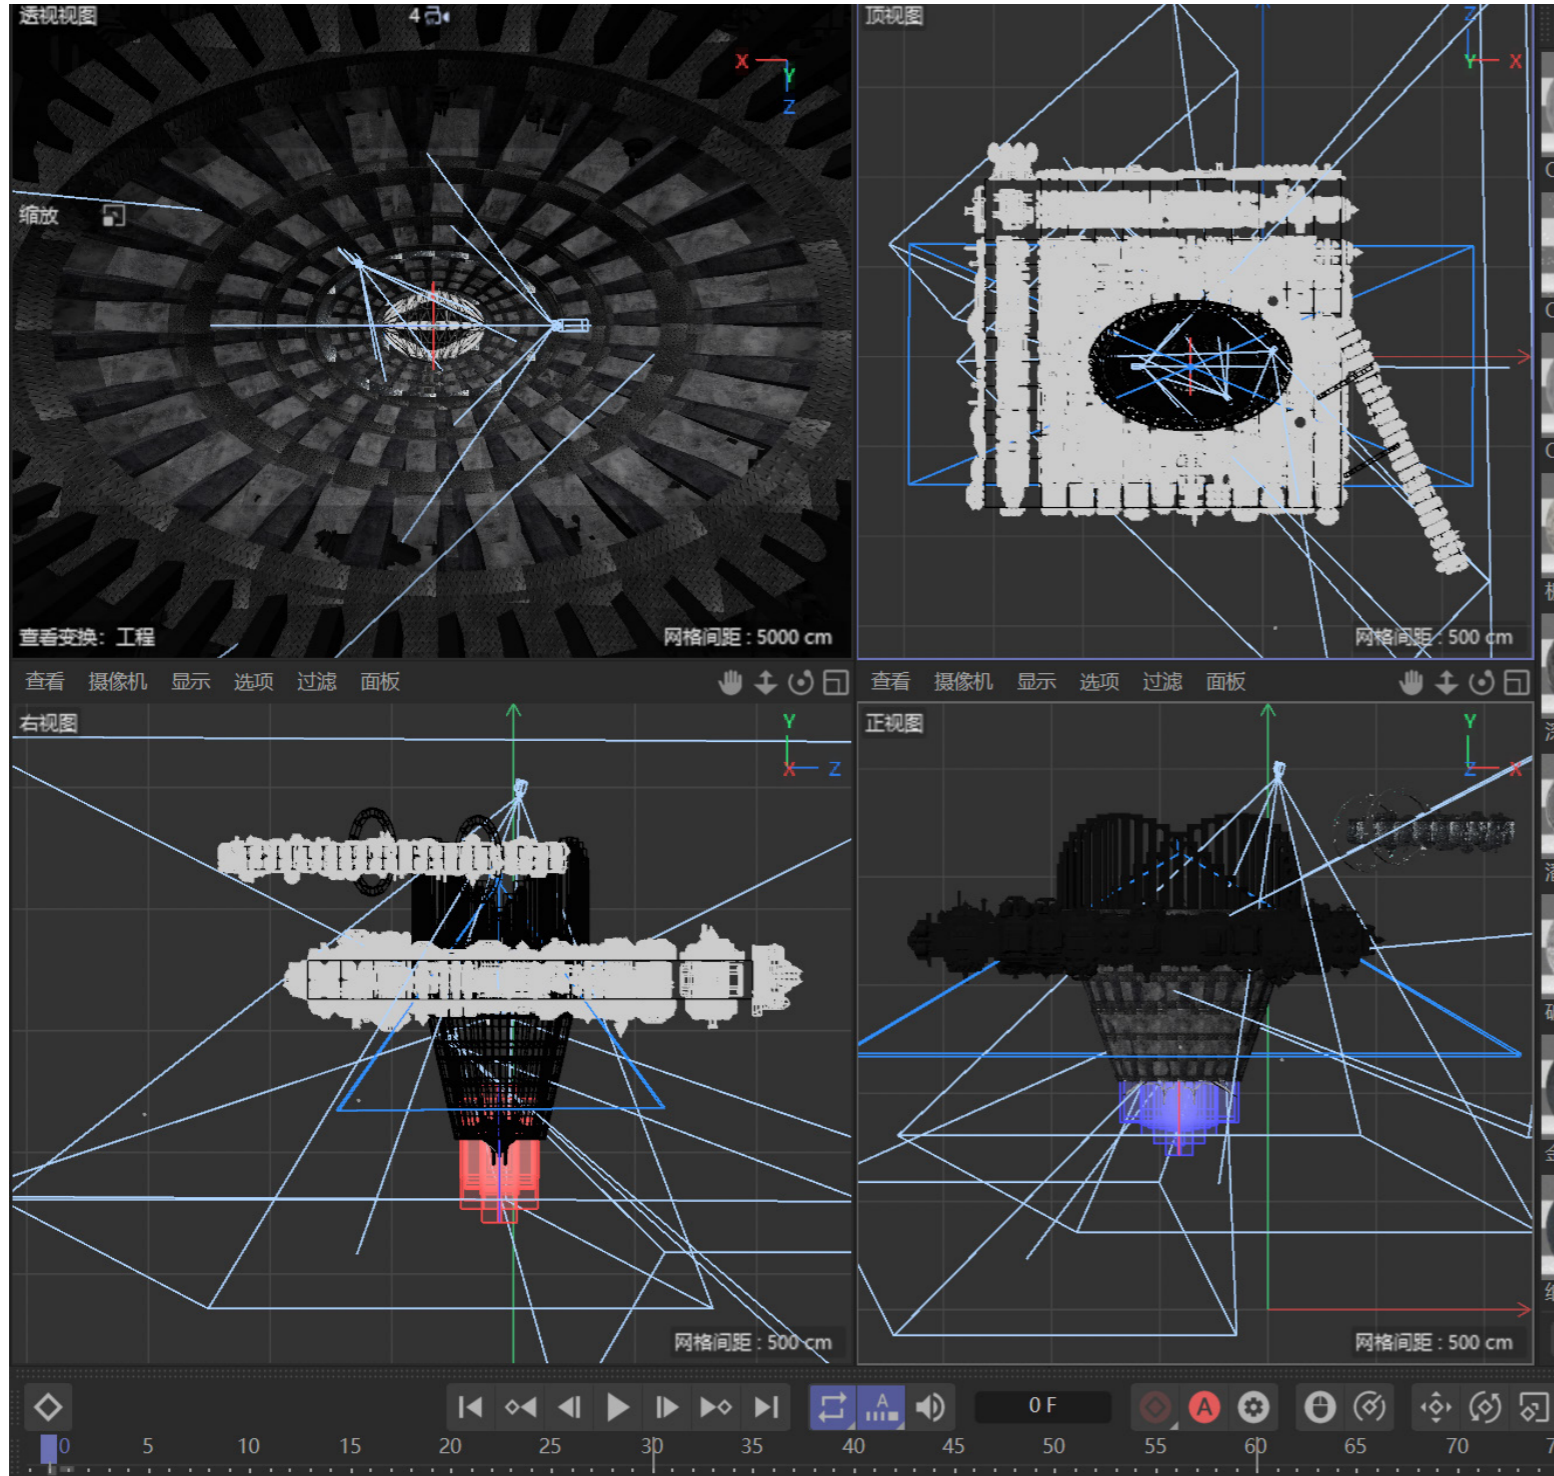 透视视图
4
X
Y
Z
缩放
查看变换：工程
网格间距 : 5000 cm
顶视图
Z
Y
X
网格间距 : 500 cm
查看 摄像机 显示 选项 过滤 面板
查看 摄像机 显示 选项 过滤 面板
右视图
Y
X
Z
网格间距 : 500 cm
正视图
Y
Z
X
网格间距 : 500 cm
A
0 F
A
0 5 10 15 20 25 30 35 40 45 50 55 60 65 70